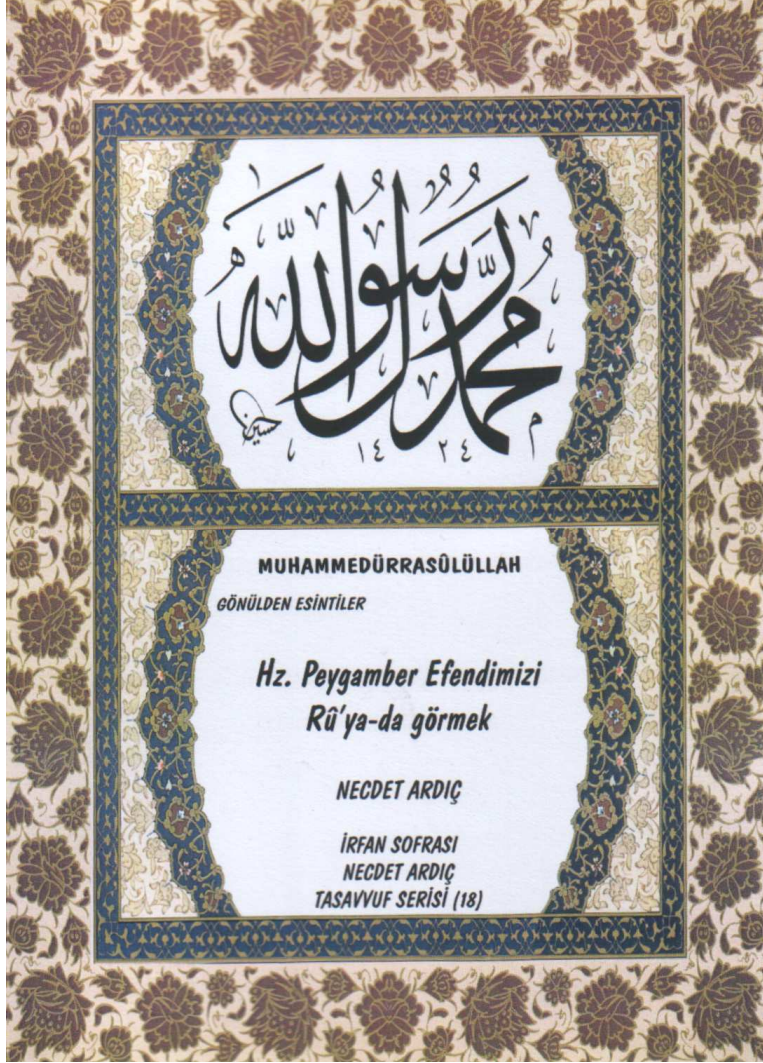 محمد رسول الله
حسين
١٤٢٤
MUHAMMEDÜRRASÛLÜLLAH
GÖNÜLDEN ESİNTİLER
Hz. Peygamber Efendimizi
Rû'ya-da görmek
NECDET ARDIÇ
İRFAN SOFRASI
NECDET ARDIÇ
TASAVVUF SERİSİ (18)